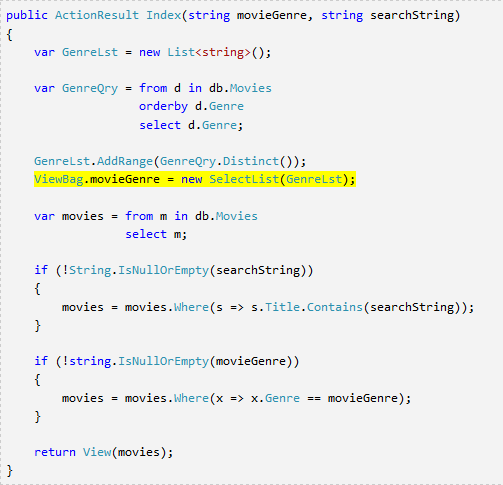 public ActionResult Index(string movieGenre, string searchString)
{
    var GenreLst = new List<string>();

    var GenreQry = from d in db.Movies
                   orderby d.Genre
                   select d.Genre;

    GenreLst.AddRange(GenreQry.Distinct());
    ViewBag.movieGenre = new SelectList(GenreLst);

    var movies = from m in db.Movies
                 select m;

    if (!String.IsNullOrEmpty(searchString))
    {
        movies = movies.Where(s => s.Title.Contains(searchString));
    }

    if (!string.IsNullOrEmpty(movieGenre))
    {
        movies = movies.Where(x => x.Genre == movieGenre);
    }

    return View(movies);
}